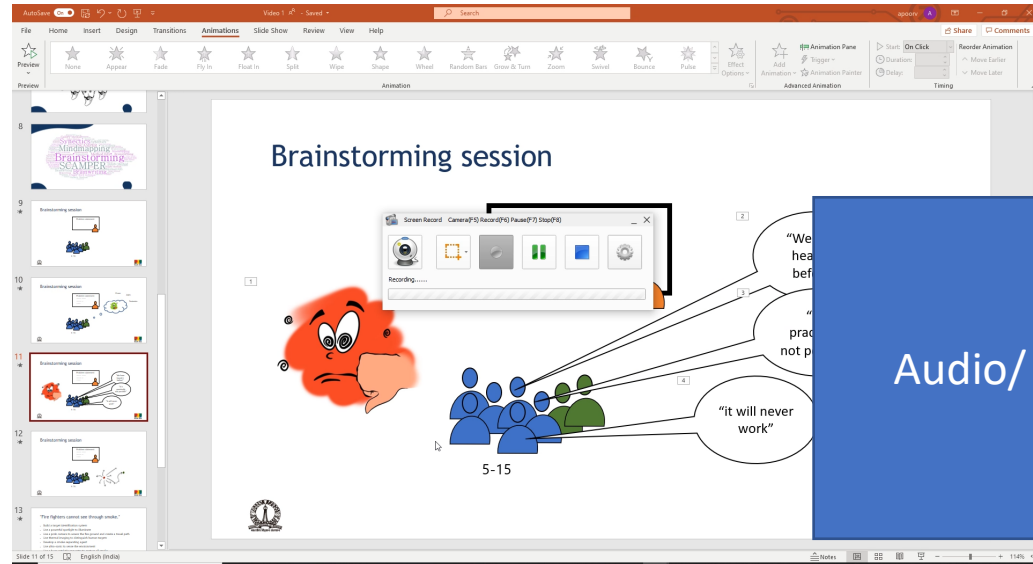 AutoSave On
Video 1 - Saved
Search
apoorv A
File Home Insert Design Transitions Animations Slide Show Review View Help
Share Comments
Preview
None Appear Fade Fly In Float In Split Wipe Shape Wheel Random Bars Grow & Turn Zoom Swivel Bounce Pulse
Effect Options
Add Animation
Animation Pane
Trigger
Animation Painter
Start: On Click
Duration:
Delay:
Reorder Animation
Move Earlier
Move Later
Preview Animation Advanced Animation Timing
8
Mindmapping
Brainstorming
SCAMPER
9
Brainstorming session
10
Brainstorming session
11
Brainstorming session
12
Brainstorming session
13
"Fire fighters cannot see through smoke."
Brainstorming session
Screen Record Camera(F5) Record(F6) Pause(F7) Stop(F8)
Recording......
1
2
3
4
"We
hea
bef
"
prac
not p
"it will never
work"
5-15
Audio/
Slide 11 of 15 English (India)
Notes
114%